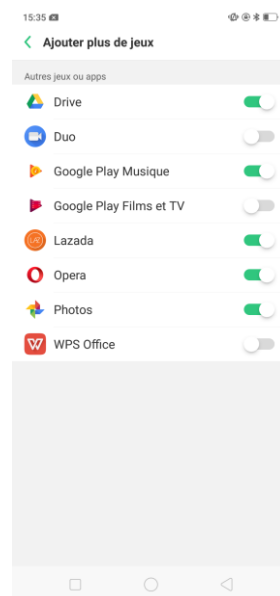 15:35
Ajouter plus de jeux
Autres jeux ou apps
Drive
Duo
Google Play Musique
Google Play Films et TV
Lazada
Opera
Photos
WPS Office